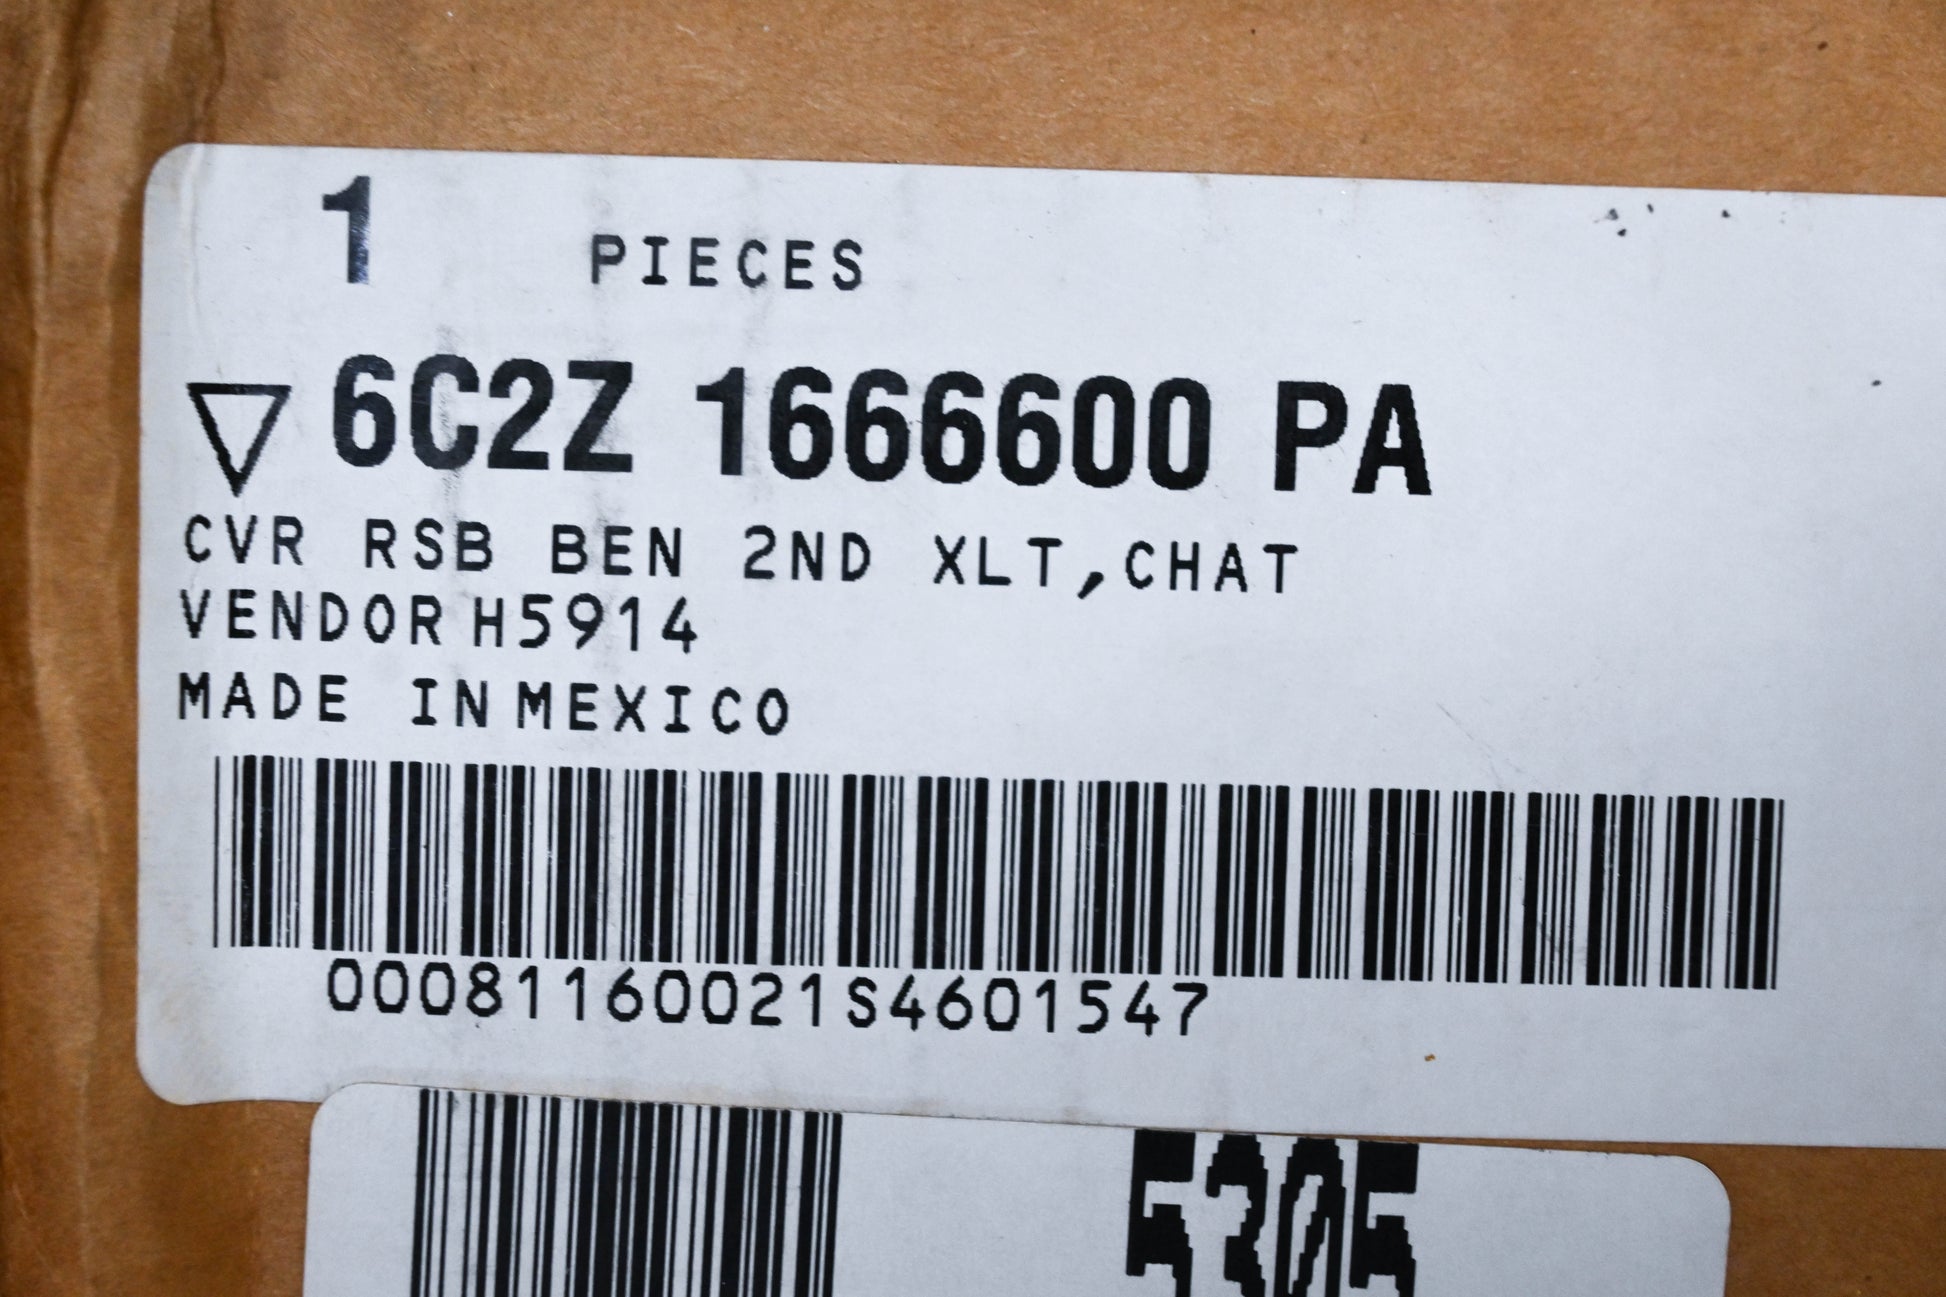 1 PIECES
6C2Z 1666600 PA
CVR RSB BEN 2ND XLT,CHAT
VENDOR H5914
MADE IN MEXICO
00081160021S4601547
5305